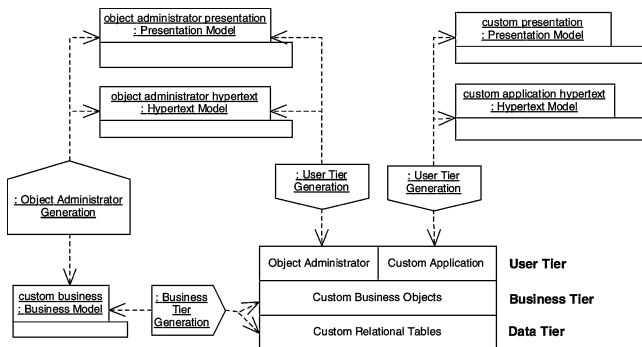 object administrator presentation
: Presentation Model
custom presentation
: Presentation Model
object administrator hypertext
: Hypertext Model
custom application hypertext
: Hypertext Model
: Object Administrator
Generation
: User Tier
Generation
: User Tier
Generation
Object Administrator
Custom Application
User Tier
custom business
: Business Model
: Business
Tier
Generation
Custom Business Objects
Business Tier
Custom Relational Tables
Data Tier